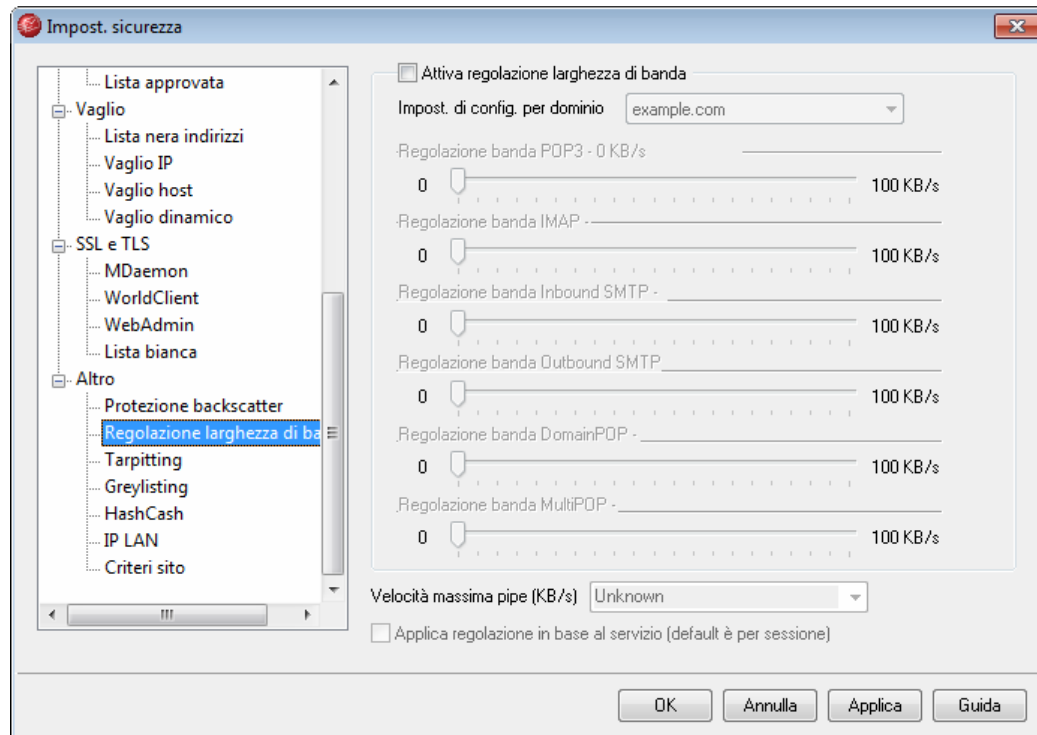 Impost. sicurezza
Lista approvata
Vaglio
Lista nera indirizzi
Vaglio IP
Vaglio host
Vaglio dinamico
SSL e TLS
MDaemon
WorldClient
WebAdmin
Lista bianca
Altro
Protezione backscatter
Regolazione larghezza di ba
Tarpitting
Greylisting
HashCash
IP LAN
Criteri sito
Attiva regolazione larghezza di banda
Impost. di config. per dominio example.com
Regolazione banda POP3 - 0 KB/s
0 100 KB/s
Regolazione banda IMAP -
0 100 KB/s
Regolazione banda Inbound SMTP -
0 100 KB/s
Regolazione banda Outbound SMTP
0 100 KB/s
Regolazione banda DomainPOP -
0 100 KB/s
Regolazione banda MultiPOP -
0 100 KB/s
Velocità massima pipe (KB/s) Unknown
Applica regolazione in base al servizio (default è per sessione)
OK Annulla Applica Guida